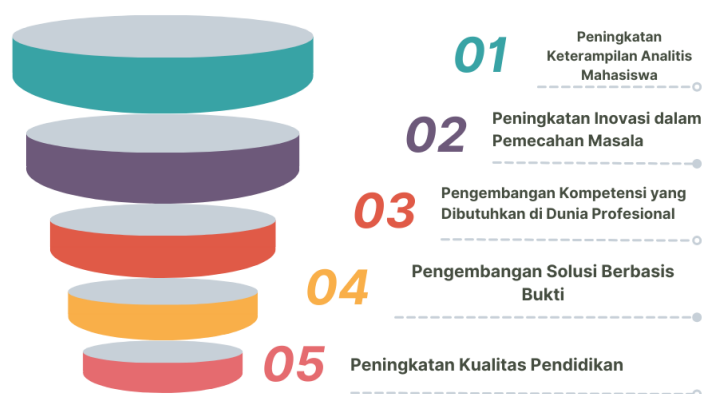 01
Peningkatan
Keterampilan Analitis
Mahasiswa
02
Peningkatan Inovasi dalam
Pemecahan Masala
03
Pengembangan Kompetensi yang
Dibutuhkan di Dunia Profesional
04
Pengembangan Solusi Berbasis
Bukti
05
Peningkatan Kualitas Pendidikan